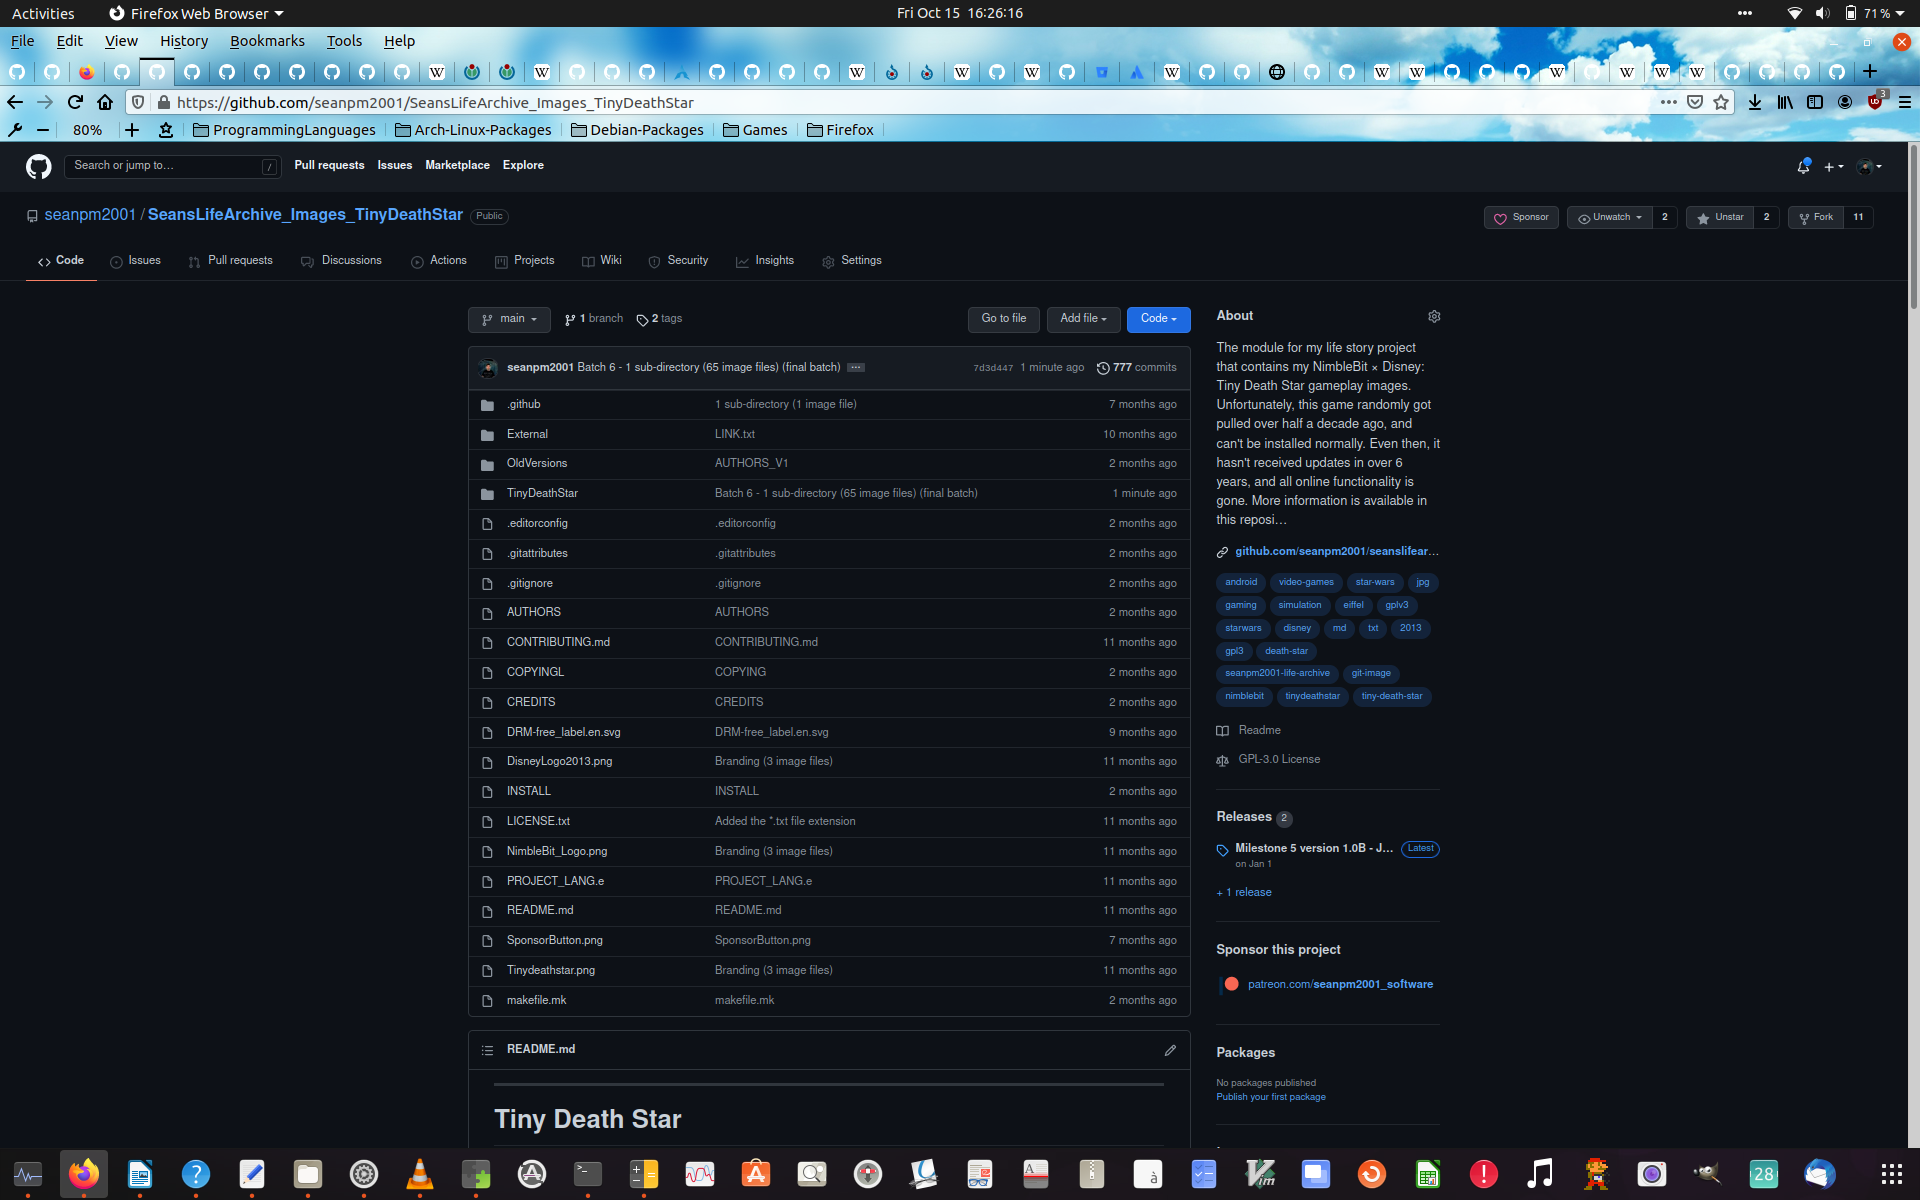 Activities
Firefox Web Browser
Fri Oct 15 16:26:16
71%
File Edit View History Bookmarks Tools Help
https://github.com/seanpm2001/SeansLifeArchive_Images_TinyDeathStar
3
80%
ProgrammingLanguages
Arch-Linux-Packages
Debian-Packages
Games
Firefox
Search or jump to…
/
Pull requests Issues Marketplace Explore
seanpm2001 / SeansLifeArchive_Images_TinyDeathStar Public
Sponsor
Unwatch 2
Unstar 2
Fork 11
Code Issues Pull requests Discussions Actions Projects Wiki Security Insights Settings
main
1 branch
2 tags
Go to file
Add file
Code
seanpm2001 Batch 6 - 1 sub-directory (65 image files) (final batch) ... 7d3d447 1 minute ago 777 commits
.github 1 sub-directory (1 image file) 7 months ago
External LINK.txt 10 months ago
OldVersions AUTHORS_V1 2 months ago
TinyDeathStar Batch 6 - 1 sub-directory (65 image files) (final batch) 1 minute ago
.editorconfig .editorconfig 2 months ago
.gitattributes .gitattributes 2 months ago
.gitignore .gitignore 2 months ago
AUTHORS AUTHORS 2 months ago
CONTRIBUTING.md CONTRIBUTING.md 11 months ago
COPYINGL COPYING 2 months ago
CREDITS CREDITS 2 months ago
DRM-free_label.en.svg DRM-free_label.en.svg 9 months ago
DisneyLogo2013.png Branding (3 image files) 11 months ago
INSTALL INSTALL 2 months ago
LICENSE.txt Added the *.txt file extension 11 months ago
NimbleBit_Logo.png Branding (3 image files) 11 months ago
PROJECT_LANG.e PROJECT_LANG.e 11 months ago
README.md README.md 11 months ago
SponsorButton.png SponsorButton.png 7 months ago
Tinydeathstar.png Branding (3 image files) 11 months ago
makefile.mk makefile.mk 2 months ago
README.md
Tiny Death Star
About
The module for my life story project
that contains my NimbleBit × Disney:
Tiny Death Star gameplay images.
Unfortunately, this game randomly got
pulled over half a decade ago, and
can't be installed normally. Even then, it
hasn't received updates in over 6
years, and all online functionality is
gone. More information is available in
this reposi…
github.com/seanpm2001/seanslifear…
android video-games star-wars jpg
gaming simulation eiffel gplv3
starwars disney md txt 2013
gpl3 death-star
seanpm2001-life-archive git-image
nimblebit tinydeathstar tiny-death-star
Readme
GPL-3.0 License
Releases 2
Milestone 5 version 1.0B - J... Latest
on Jan 1
+ 1 release
Sponsor this project
patreon.com/seanpm2001_software
Packages
No packages published
Publish your first package
28